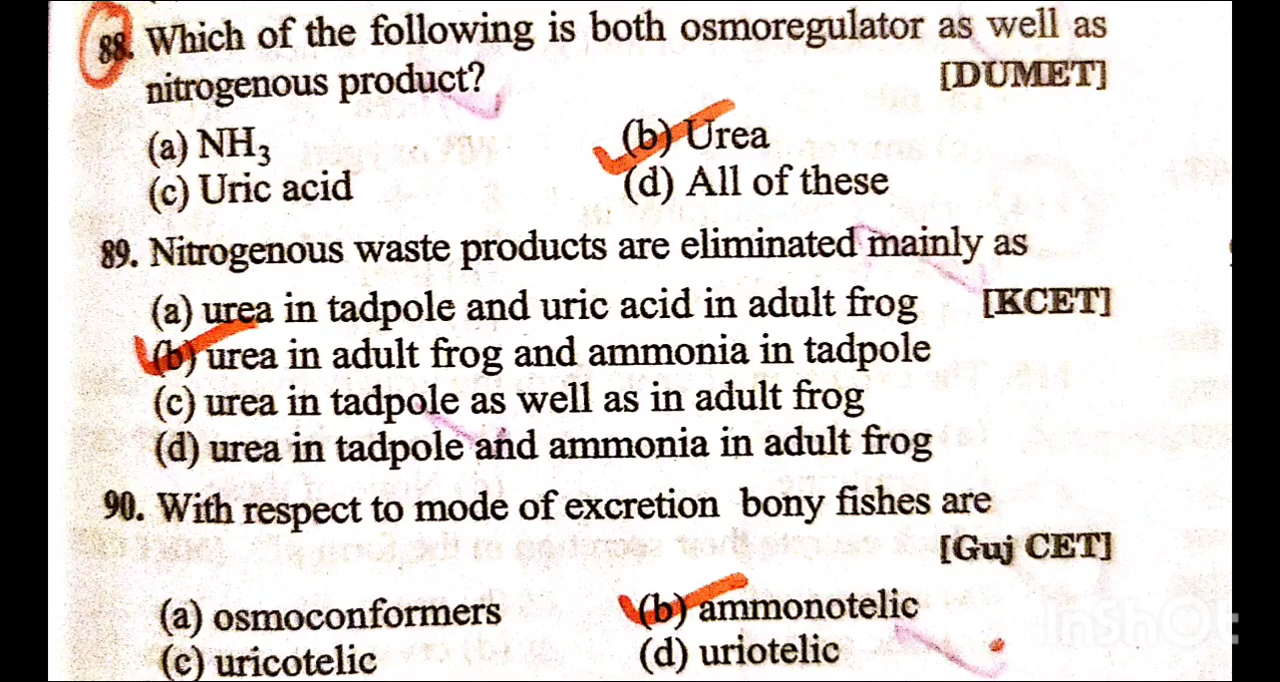 88. Which of the following is both osmoregulator as well as
nitrogenous product? [DUMET]
(a) NH₃ (b) Urea
(c) Uric acid (d) All of these
89. Nitrogenous waste products are eliminated mainly as
(a) urea in tadpole and uric acid in adult frog [KCET]
(b) urea in adult frog and ammonia in tadpole
(c) urea in tadpole as well as in adult frog
(d) urea in tadpole and ammonia in adult frog
90. With respect to mode of excretion bony fishes are
[Guj CET]
(a) osmoconformers (b) ammonotelic
(c) uricotelic (d) uriotelic
InShOt